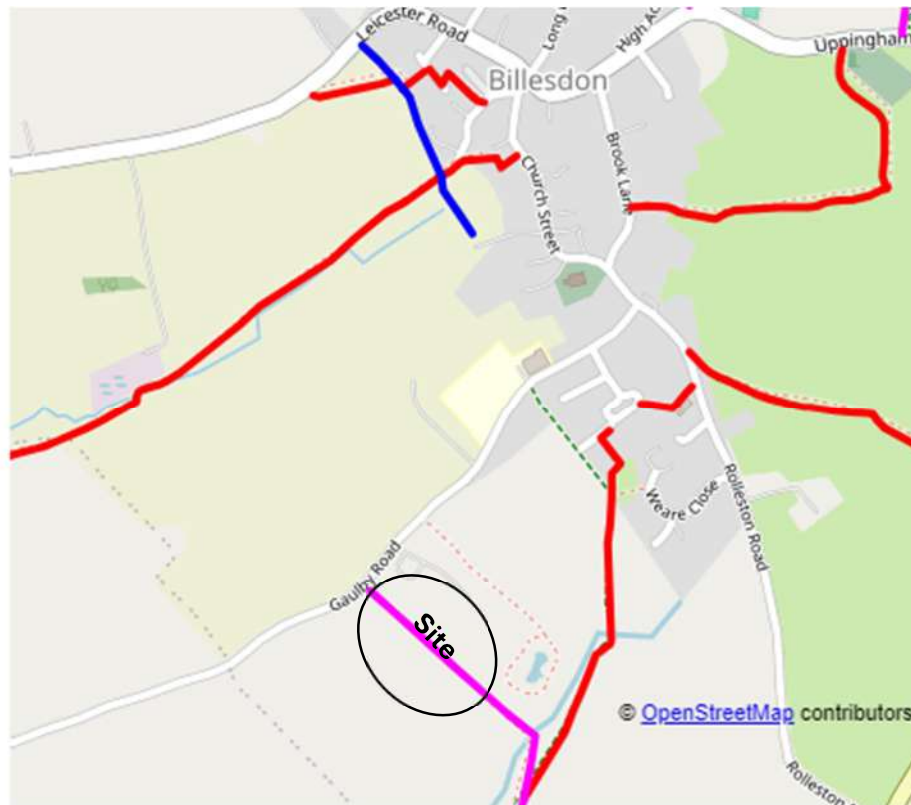 Leicester Road
Long
High Ac
Uppingham
Billesdon
Brook Lane
Church Street
Weare Close
Rolleston Road
Gaulby Road
Site
© OpenStreetMap contributors
Rolleston